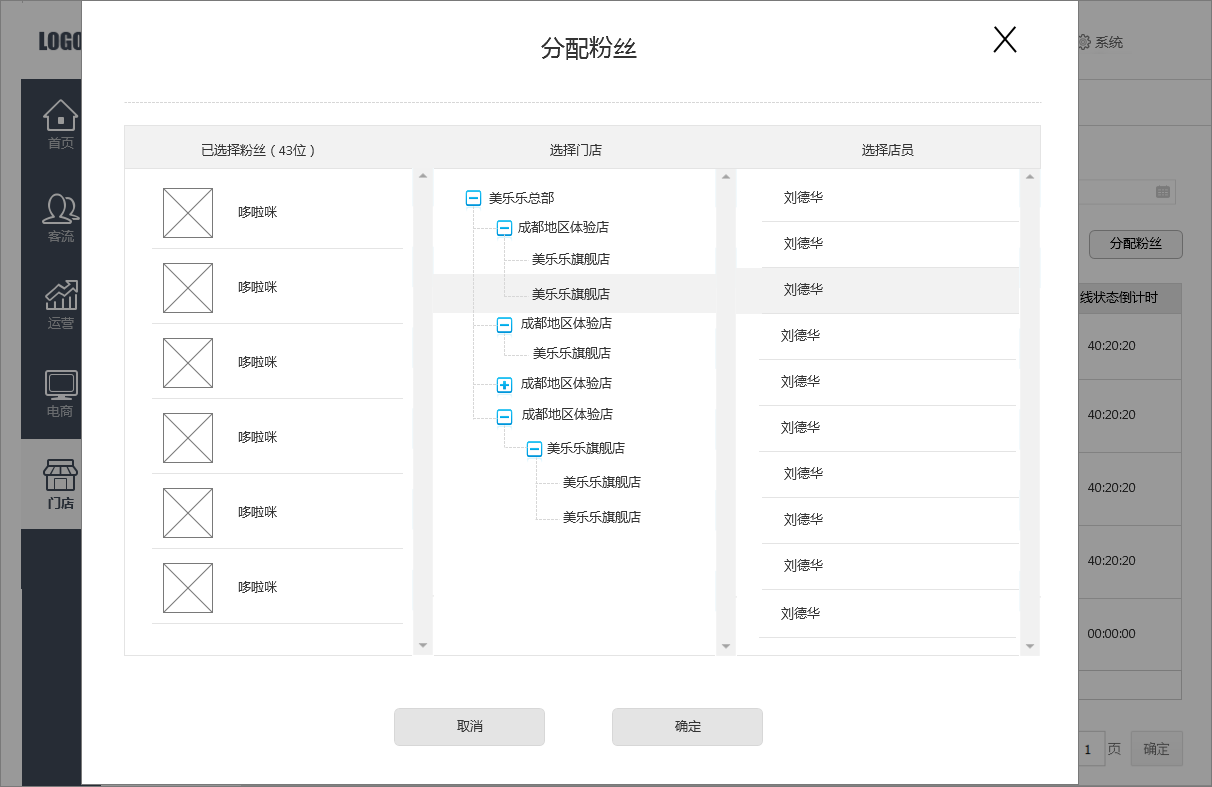 LOGO
系统
首页
客流
运营
电商
门店
分配粉丝
已选择粉丝（43位）
哆啦咪
哆啦咪
哆啦咪
哆啦咪
哆啦咪
哆啦咪
选择门店
美乐乐总部
成都地区体验店
美乐乐旗舰店
美乐乐旗舰店
成都地区体验店
美乐乐旗舰店
成都地区体验店
成都地区体验店
美乐乐旗舰店
美乐乐旗舰店
美乐乐旗舰店
选择店员
刘德华
刘德华
刘德华
刘德华
刘德华
刘德华
刘德华
刘德华
刘德华
刘德华
取消
确定
分配粉丝
线状态倒计时
40:20:20
40:20:20
40:20:20
40:20:20
00:00:00
1 页 确定